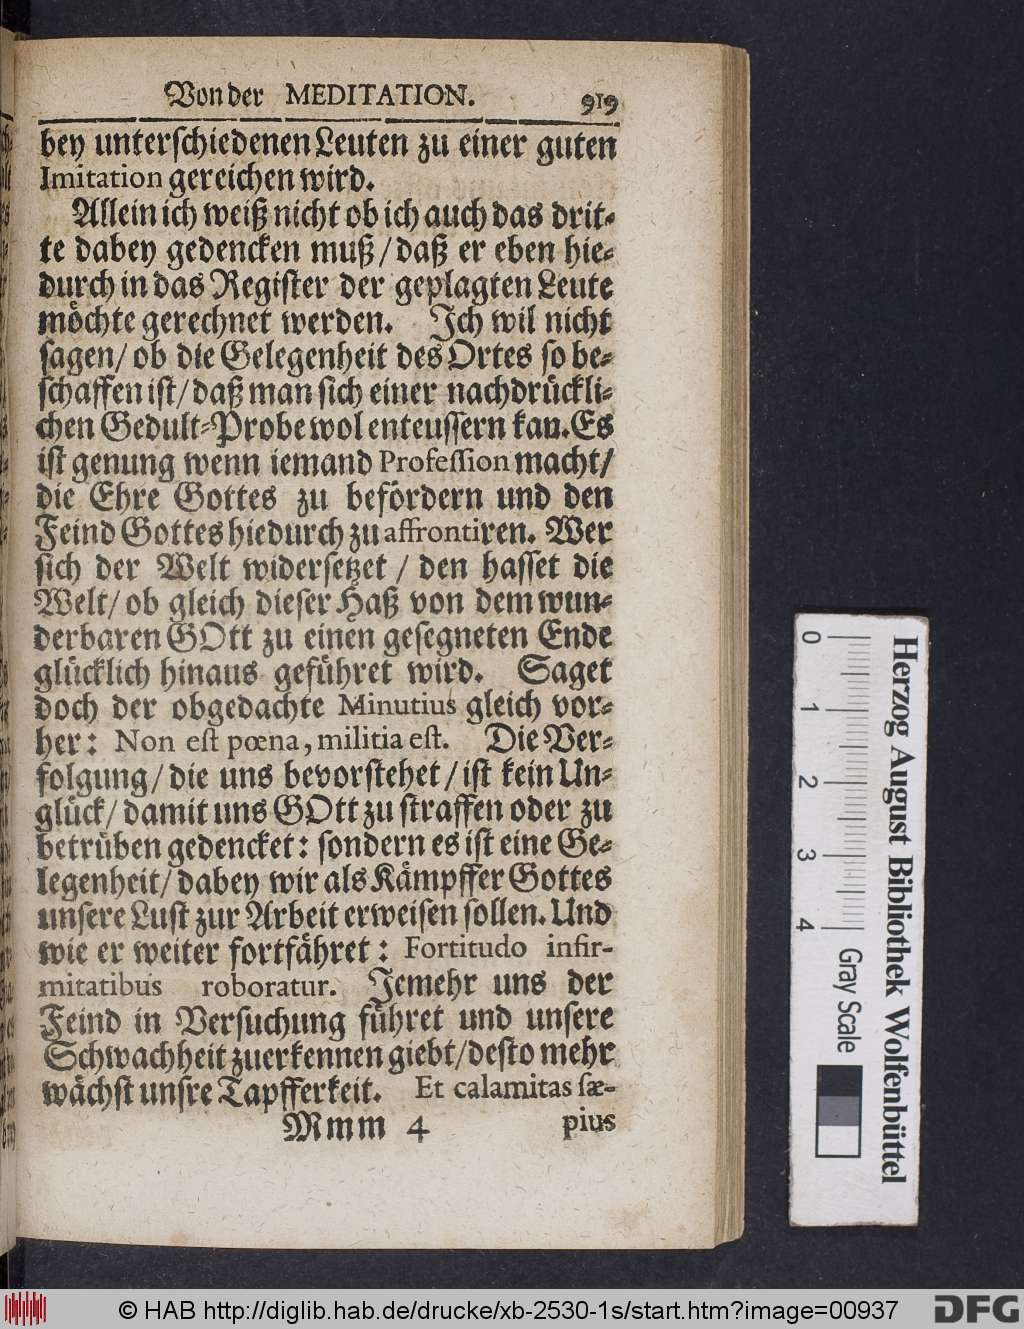 Von der MEDITATION. 919
bey unterschiedenen Leuten zu einer guten
Imitation gereichen wird.
Allein ich weiß nicht ob ich auch das drit-
te dabey gedencken muß / daß er eben hie-
durch in das Register der geplagten Leute
möchte gerechnet werden. Ich wil nicht
sagen / ob die Gelegenheit des Ortes so be-
schaffen ist / daß man sich einer nachdrückli-
chen Gedult-Probe wol enteussern kan. Es
ist genung wenn iemand Profession macht /
die Ehre Gottes zu befördern und den
Feind Gottes hiedurch zu affrontiren. Wer
sich der Welt widersetzet / den hasset die
Welt / ob gleich dieser Haß von dem wun-
derbaren GOtt zu einen gesegneten Ende
glücklich hinaus geführet wird. Saget
doch der obgedachte Minutius gleich vor-
her: Non est pœna, militia est. Die Ver-
folgung / die uns bevorstehet / ist kein Un-
glück / damit uns GOtt zu straffen oder zu
betrüben gedencket: sondern es ist eine Ge-
legenheit / dabey wir als Kämpffer Gottes
unsere Lust zur Arbeit erweisen sollen. Und
wie er weiter fortfähret: Fortitudo infir-
mitatibus roboratur. Jemehr uns der
Feind in Versuchung führet und unsere
Schwachheit zuerkennen giebt / desto mehr
wächst unsre Tapfferkeit. Et calamitas sæ-
Mmm 4 pius
0 1 2 3 4
Gray Scale
Herzog August Bibliothek Wolfenbüttel
© HAB http://diglib.hab.de/drucke/xb-2530-1s/start.htm?image=00937
DFG